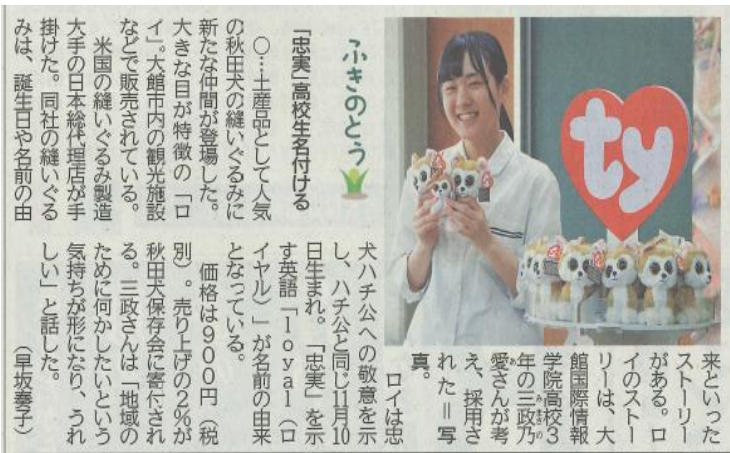 ty
ふきのとう
「忠実」高校生名付ける
○…土産品として人気
の秋田犬の縫いぐるみに
新たな仲間が登場した。
大きな目が特徴の「ロ
イ」。大館市内の観光施設
などで販売されている。
米国の縫いぐるみ製造
大手の日本総代理店が手
掛けた。同社の縫いぐる
みは、誕生日や名前の由
来といった
ストーリー
がある。ロ
イのストー
リーは、大
館国際情報
学院高校3
年の三政乃
愛さんが考
え、採用さ
れた＝写
真。
ロイは忠
犬ハチ公への敬意を示
し、ハチ公と同じ11月10
日生まれ。「忠実」を示
す英語「loyal（ロ
イヤル）」が名前の由来
となっている。
価格は900円（税
別）。売り上げの2％が
秋田犬保存会に寄付され
る。三政さんは「地域の
ために何かしたいという
気持ちが形になり、うれ
しい」と話した。
（早坂奏子）